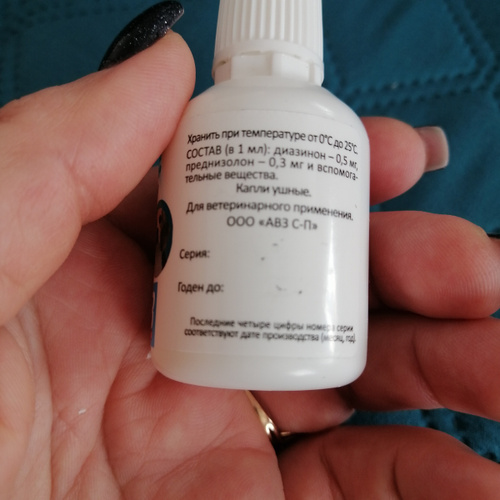 Хранить при температуре от 0°С до 25°С.
СОСТАВ (в 1 мл): диазинон – 0,5 мг,
преднизолон – 0,3 мг и вспомога-
тельные вещества.
Капли ушные.
Для ветеринарного применения.
ООО «АВЗ С-П»
Серия:
Годен до:
Последние четыре цифры номера серии
соответствуют дате производства (месяц, год).